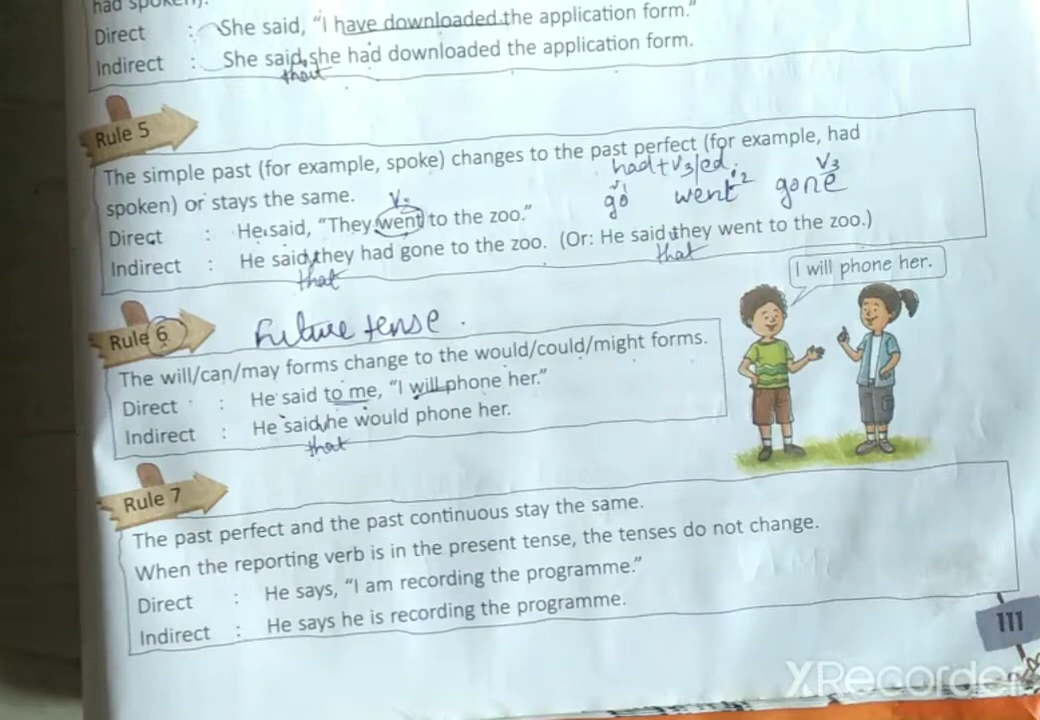 had spoken).
Direct : She said, "I have downloaded the application form."
Indirect : She said she had downloaded the application form.
that
Rule 5
The simple past (for example, spoke) changes to the past perfect (for example, had
had+V3/ed.
spoken) or stays the same.
go went gone
V1 V2 V3
Direct : He said, "They went to the zoo."
Indirect : He said they had gone to the zoo. (Or: He said they went to the zoo.)
that that
I will phone her.
Rule 6 Future tense.
The will/can/may forms change to the would/could/might forms.
Direct : He said to me, "I will phone her."
Indirect : He said he would phone her.
that
Rule 7
The past perfect and the past continuous stay the same.
When the reporting verb is in the present tense, the tenses do not change.
Direct : He says, "I am recording the programme."
Indirect : He says he is recording the programme.
111
XRecorder